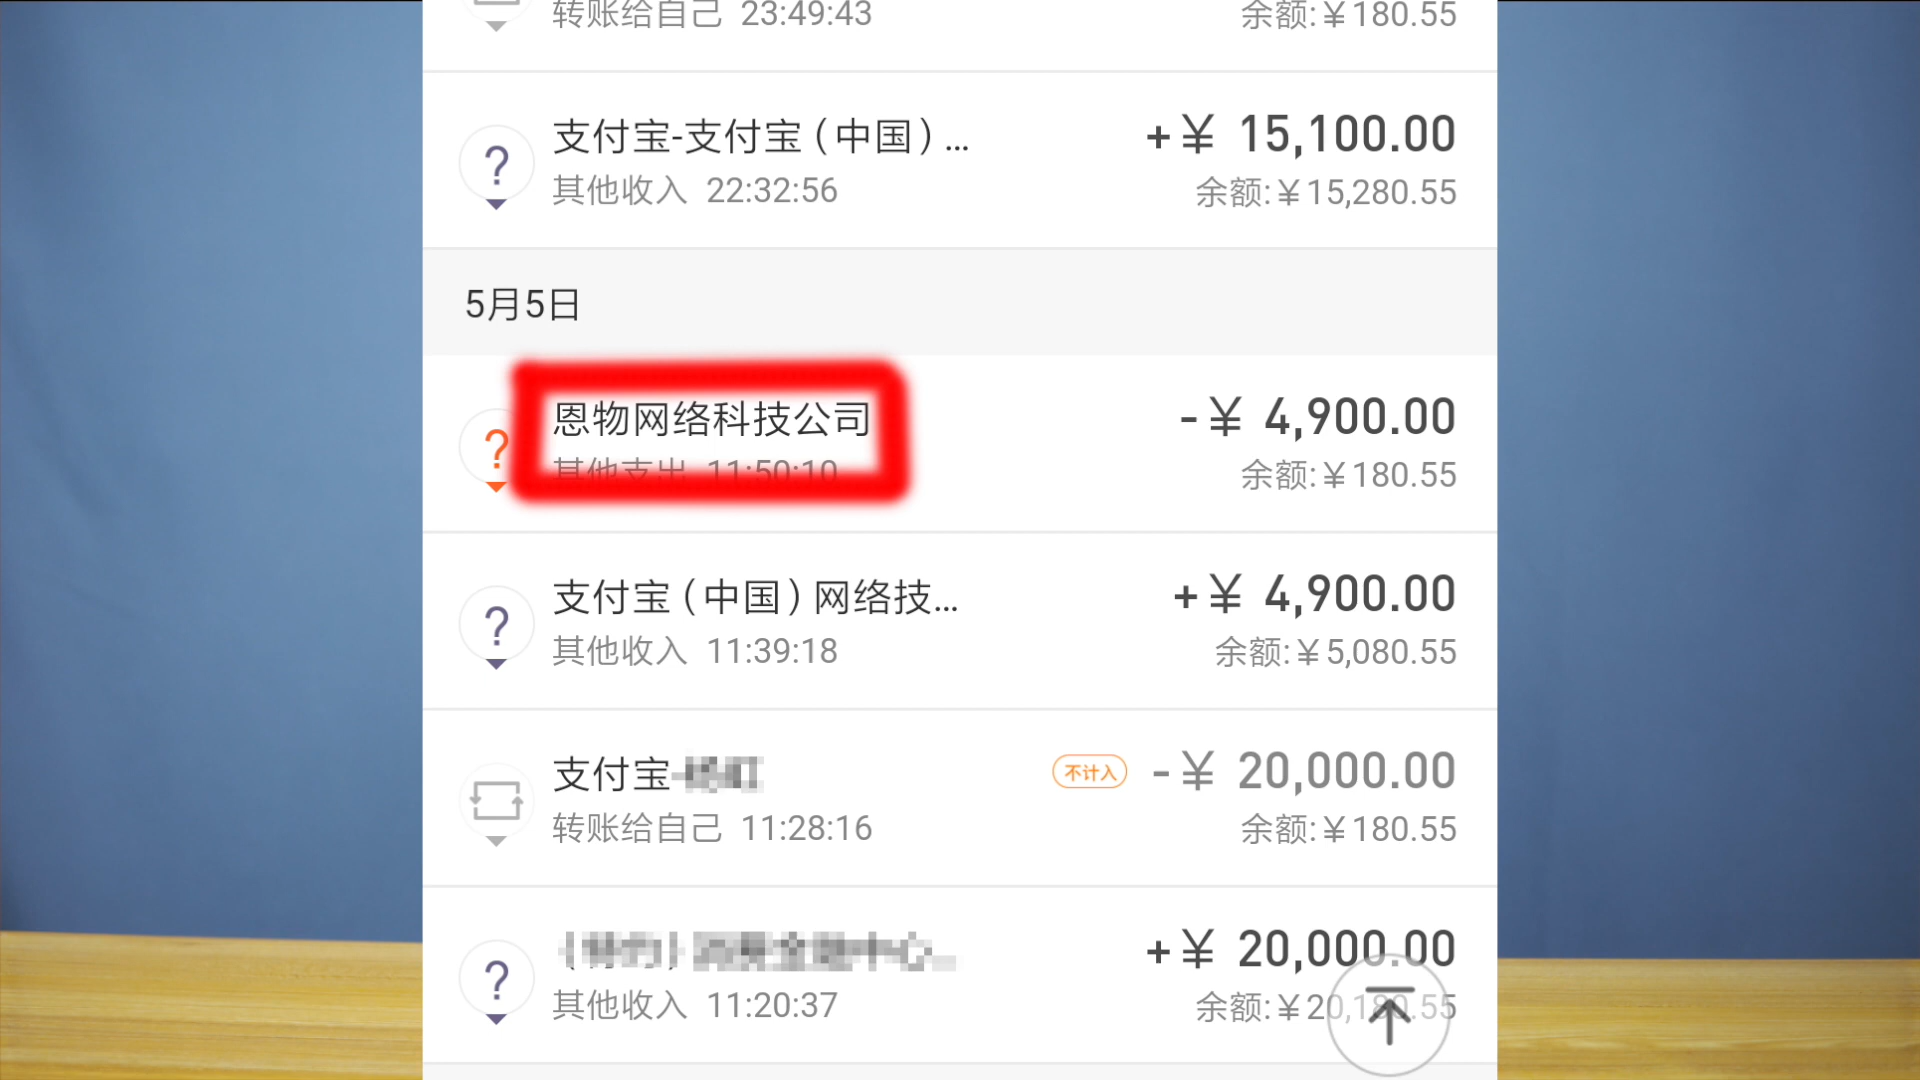 转账给自己 23:49:43
余额:￥180.55
支付宝-支付宝(中国)...
+￥ 15,100.00
其他收入 22:32:56
余额:￥15,280.55
5月5日
恩物网络科技公司
-￥ 4,900.00
其他支出 11:50:10
余额:￥180.55
支付宝(中国)网络技...
+￥ 4,900.00
其他收入 11:39:18
余额:￥5,080.55
支付宝-
不计入
-￥ 20,000.00
转账给自己 11:28:16
余额:￥180.55
+￥ 20,000.00
其他收入 11:20:37
余额:￥20,180.55